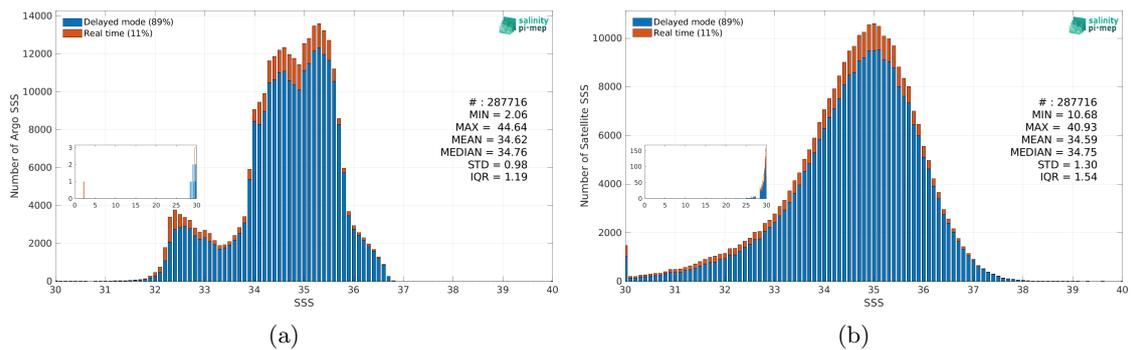 Delayed mode (89%)
Real time (11%)
salinity
pi-mep
Number of Argo SSS
14000
12000
10000
8000
6000
4000
2000
0
# : 287716
MIN = 2.06
MAX = 44.64
MEAN = 34.62
MEDIAN = 34.76
STD = 0.98
IQR = 1.19
3
2
1
0
0 5 10 15 20 25 30
30 31 32 33 34 35 36 37 38 39 40
SSS
(a)
Delayed mode (89%)
Real time (11%)
salinity
pi-mep
Number of Satellite SSS
10000
8000
6000
4000
2000
0
# : 287716
MIN = 10.68
MAX = 40.93
MEAN = 34.59
MEDIAN = 34.75
STD = 1.30
IQR = 1.54
150
100
50
0
0 5 10 15 20 25 30
30 31 32 33 34 35 36 37 38 39 40
SSS
(b)